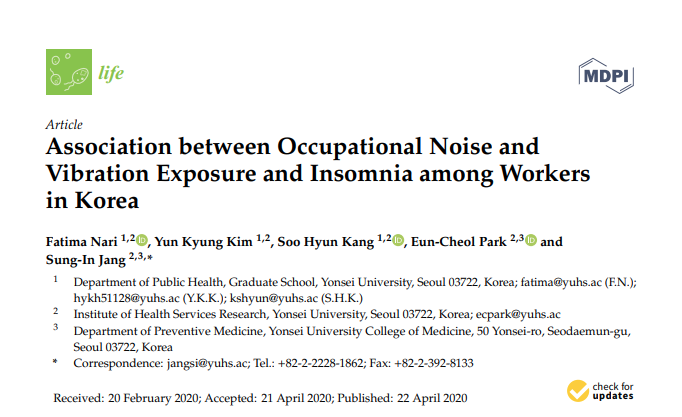 life
MDPI
Article
Association between Occupational Noise and
Vibration Exposure and Insomnia among Workers
in Korea
Fatima Nari 1,2 iD, Yun Kyung Kim 1,2, Soo Hyun Kang 1,2 iD, Eun-Cheol Park 2,3 iD and
Sung-In Jang 2,3,*
1 Department of Public Health, Graduate School, Yonsei University, Seoul 03722, Korea; fatima@yuhs.ac (F.N.);
hykh51128@yuhs.ac (Y.K.K.); kshyun@yuhs.ac (S.H.K.)
2 Institute of Health Services Research, Yonsei University, Seoul 03722, Korea; ecpark@yuhs.ac
3 Department of Preventive Medicine, Yonsei University College of Medicine, 50 Yonsei-ro, Seodaemun-gu,
Seoul 03722, Korea
* Correspondence: jangsi@yuhs.ac; Tel.: +82-2-2228-1862; Fax: +82-2-392-8133
Received: 20 February 2020; Accepted: 21 April 2020; Published: 22 April 2020
check for
updates